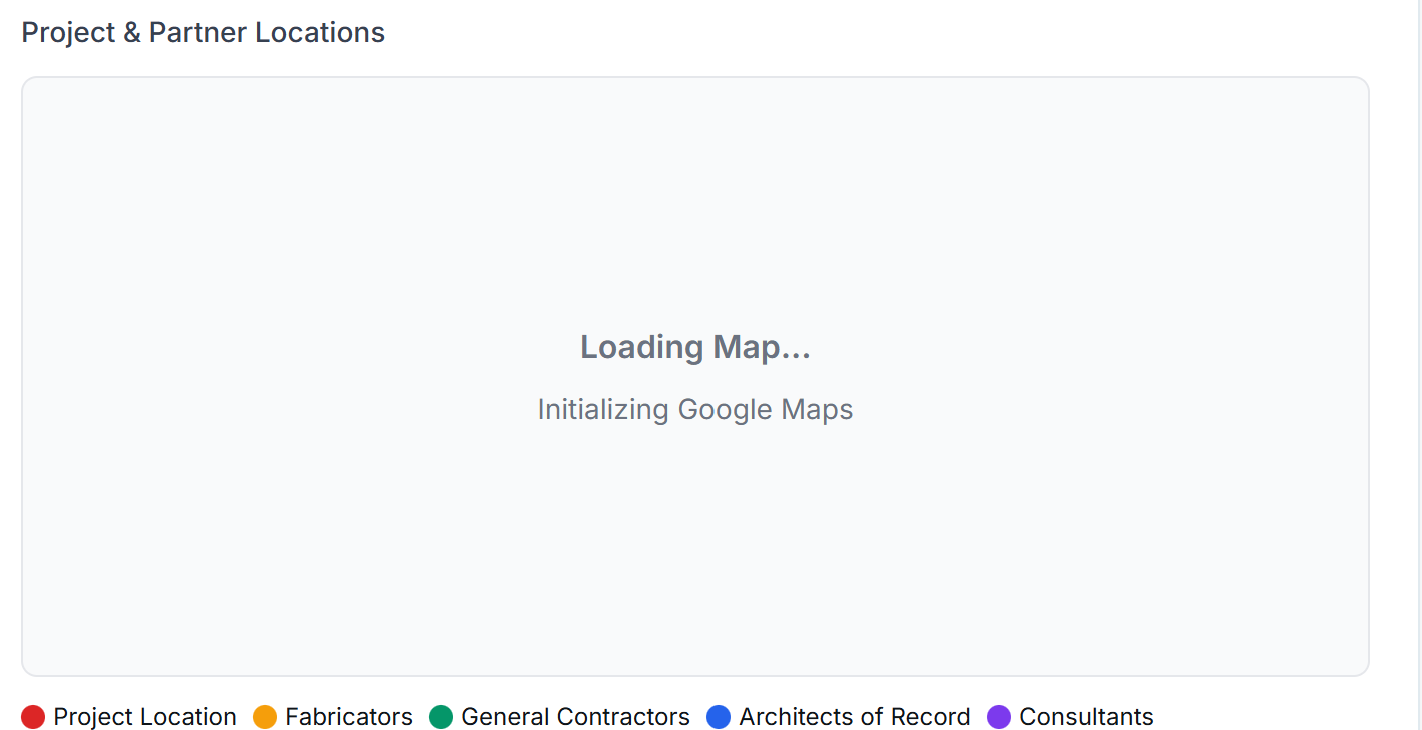 Project & Partner Locations
Loading Map...
Initializing Google Maps
Project Location Fabricators General Contractors Architects of Record Consultants